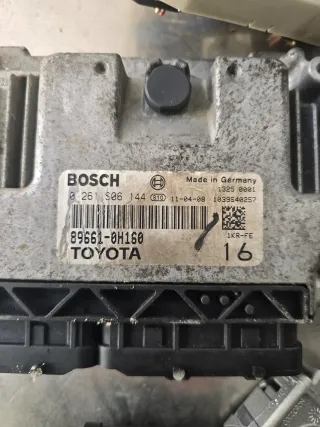 BOSCH Made in Germany
1325 0001
0 261 S06 144 GTO 11-04-08 1039S40257
89661-0H160
1KR-FE
TOYOTA 16